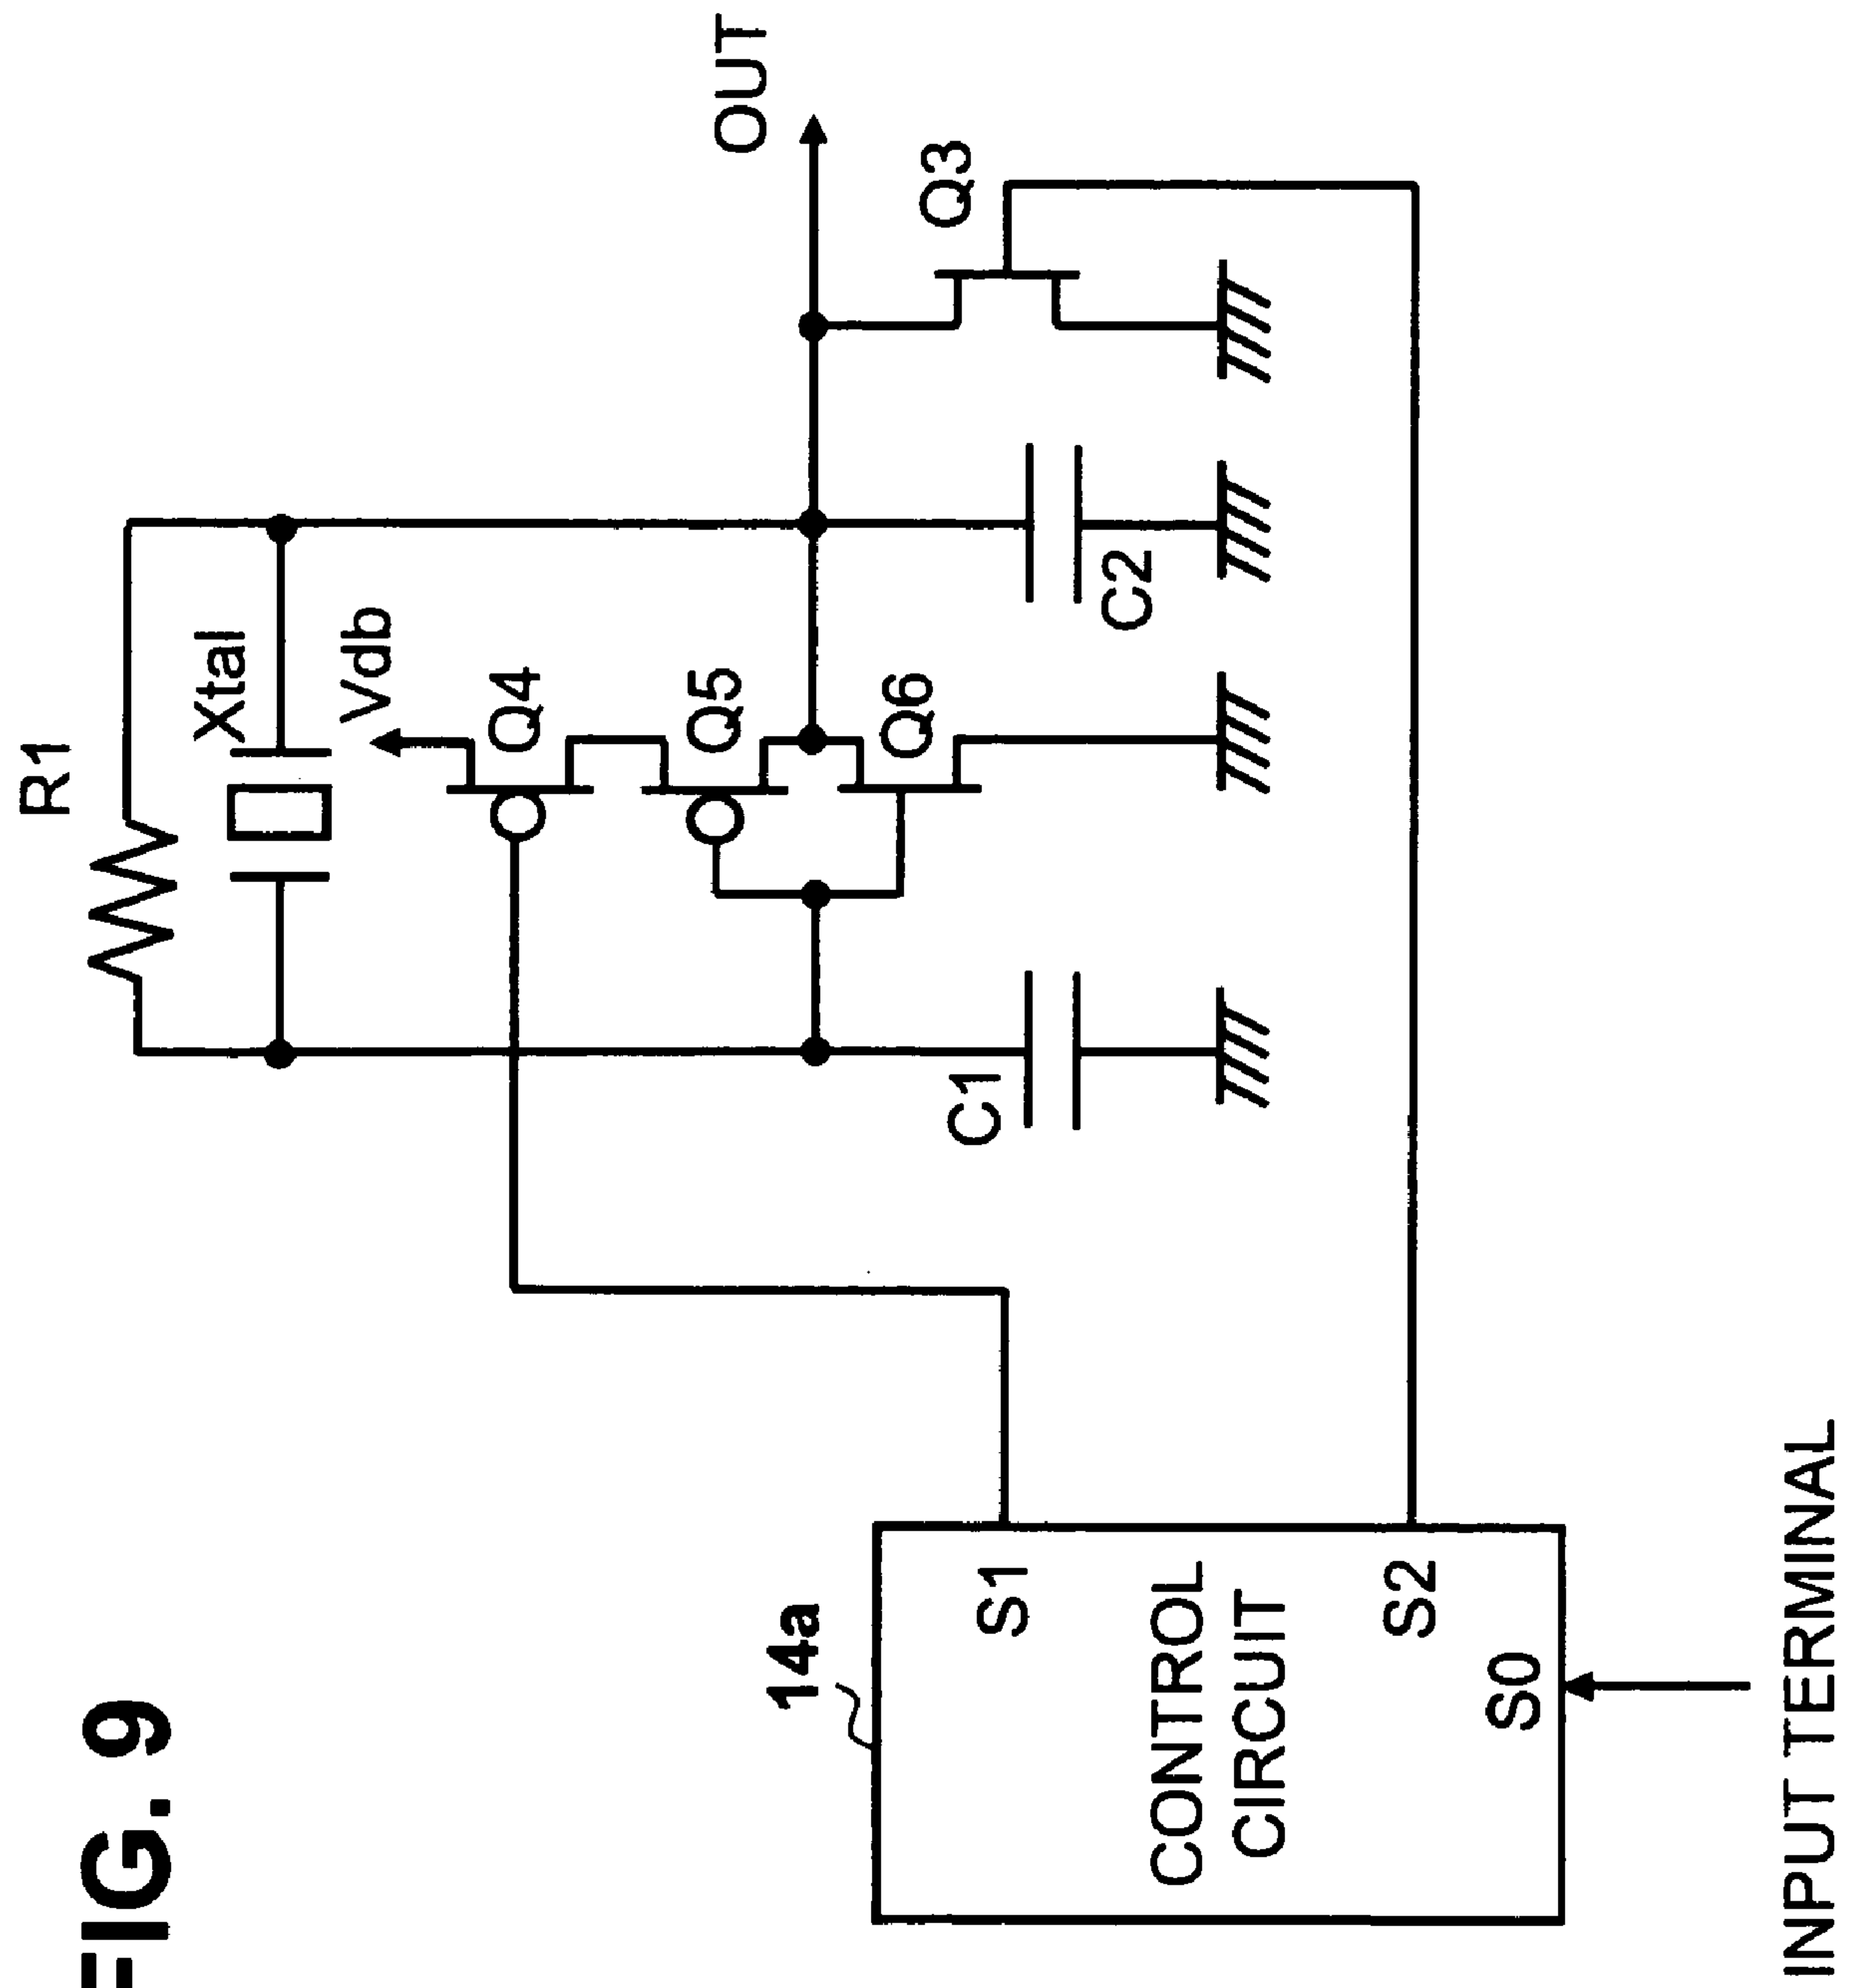 FIG. 9
R1
Xtal
Vdb
Q4
Q5
Q6
OUT
Q3
C1
C2
14a
S1
CONTROL
CIRCUIT
S2
S0
INPUT TERMINAL